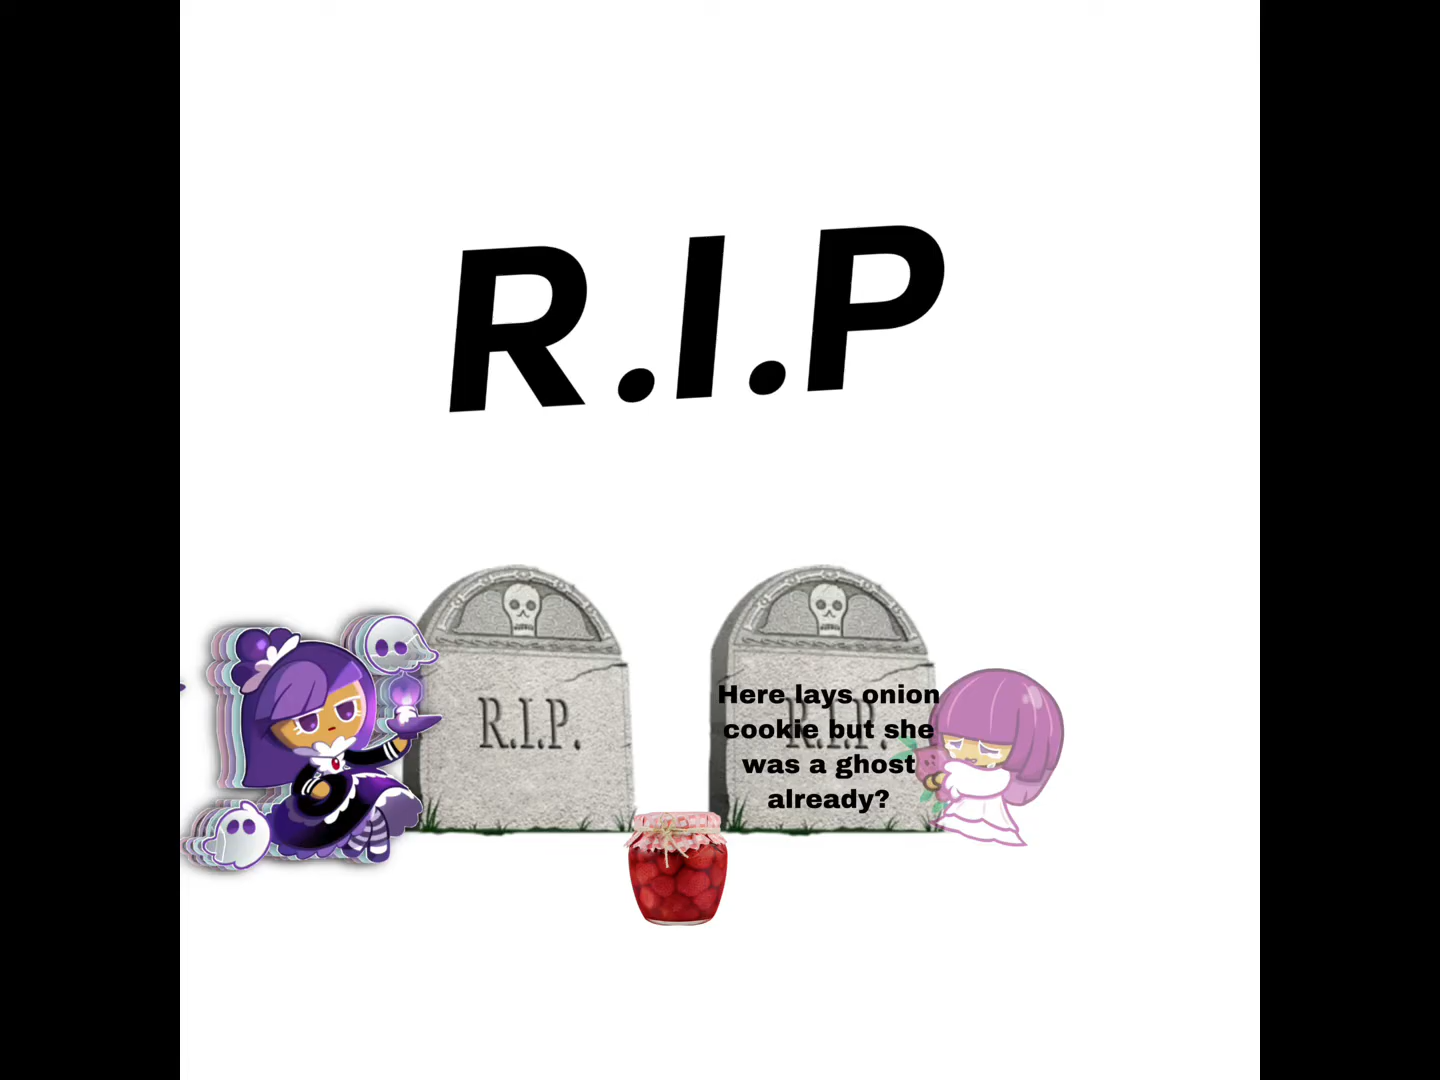 R.I.P
R.I.P.
R.I.P.
Here lays onion
cookie but she
was a ghost
already?